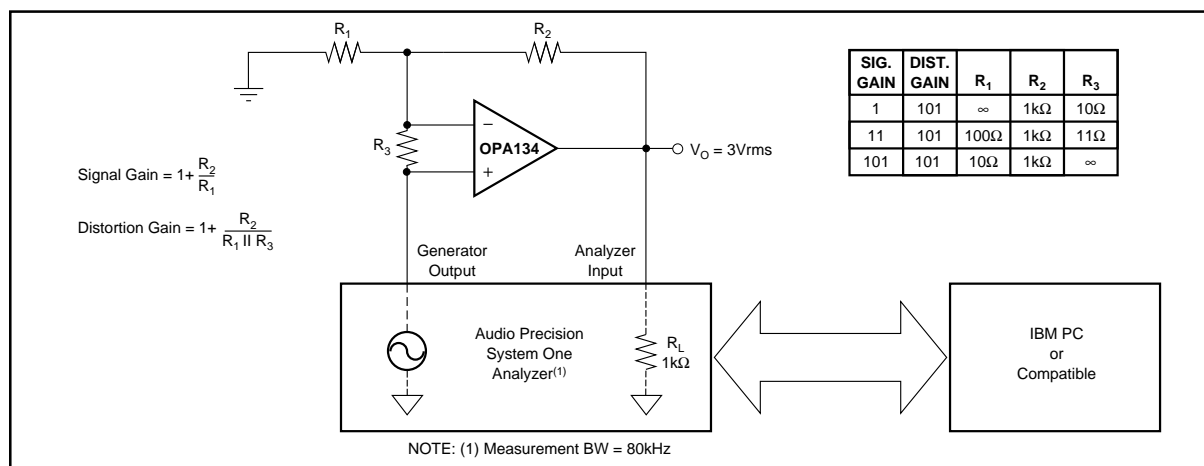 R1
R2
R3
−
OPA134
+
VO = 3Vrms
Signal Gain = 1+ R2
R1
Distortion Gain = 1+ R2
R1 II R3
Generator
Output
Analyzer
Input
Audio Precision
System One
Analyzer(1)
RL
1kΩ
IBM PC
or
Compatible
NOTE: (1) Measurement BW = 80kHz
SIG. GAIN DIST. GAIN R1 R2 R3
1 101 ∞ 1kΩ 10Ω
11 101 100Ω 1kΩ 11Ω
101 101 10Ω 1kΩ ∞